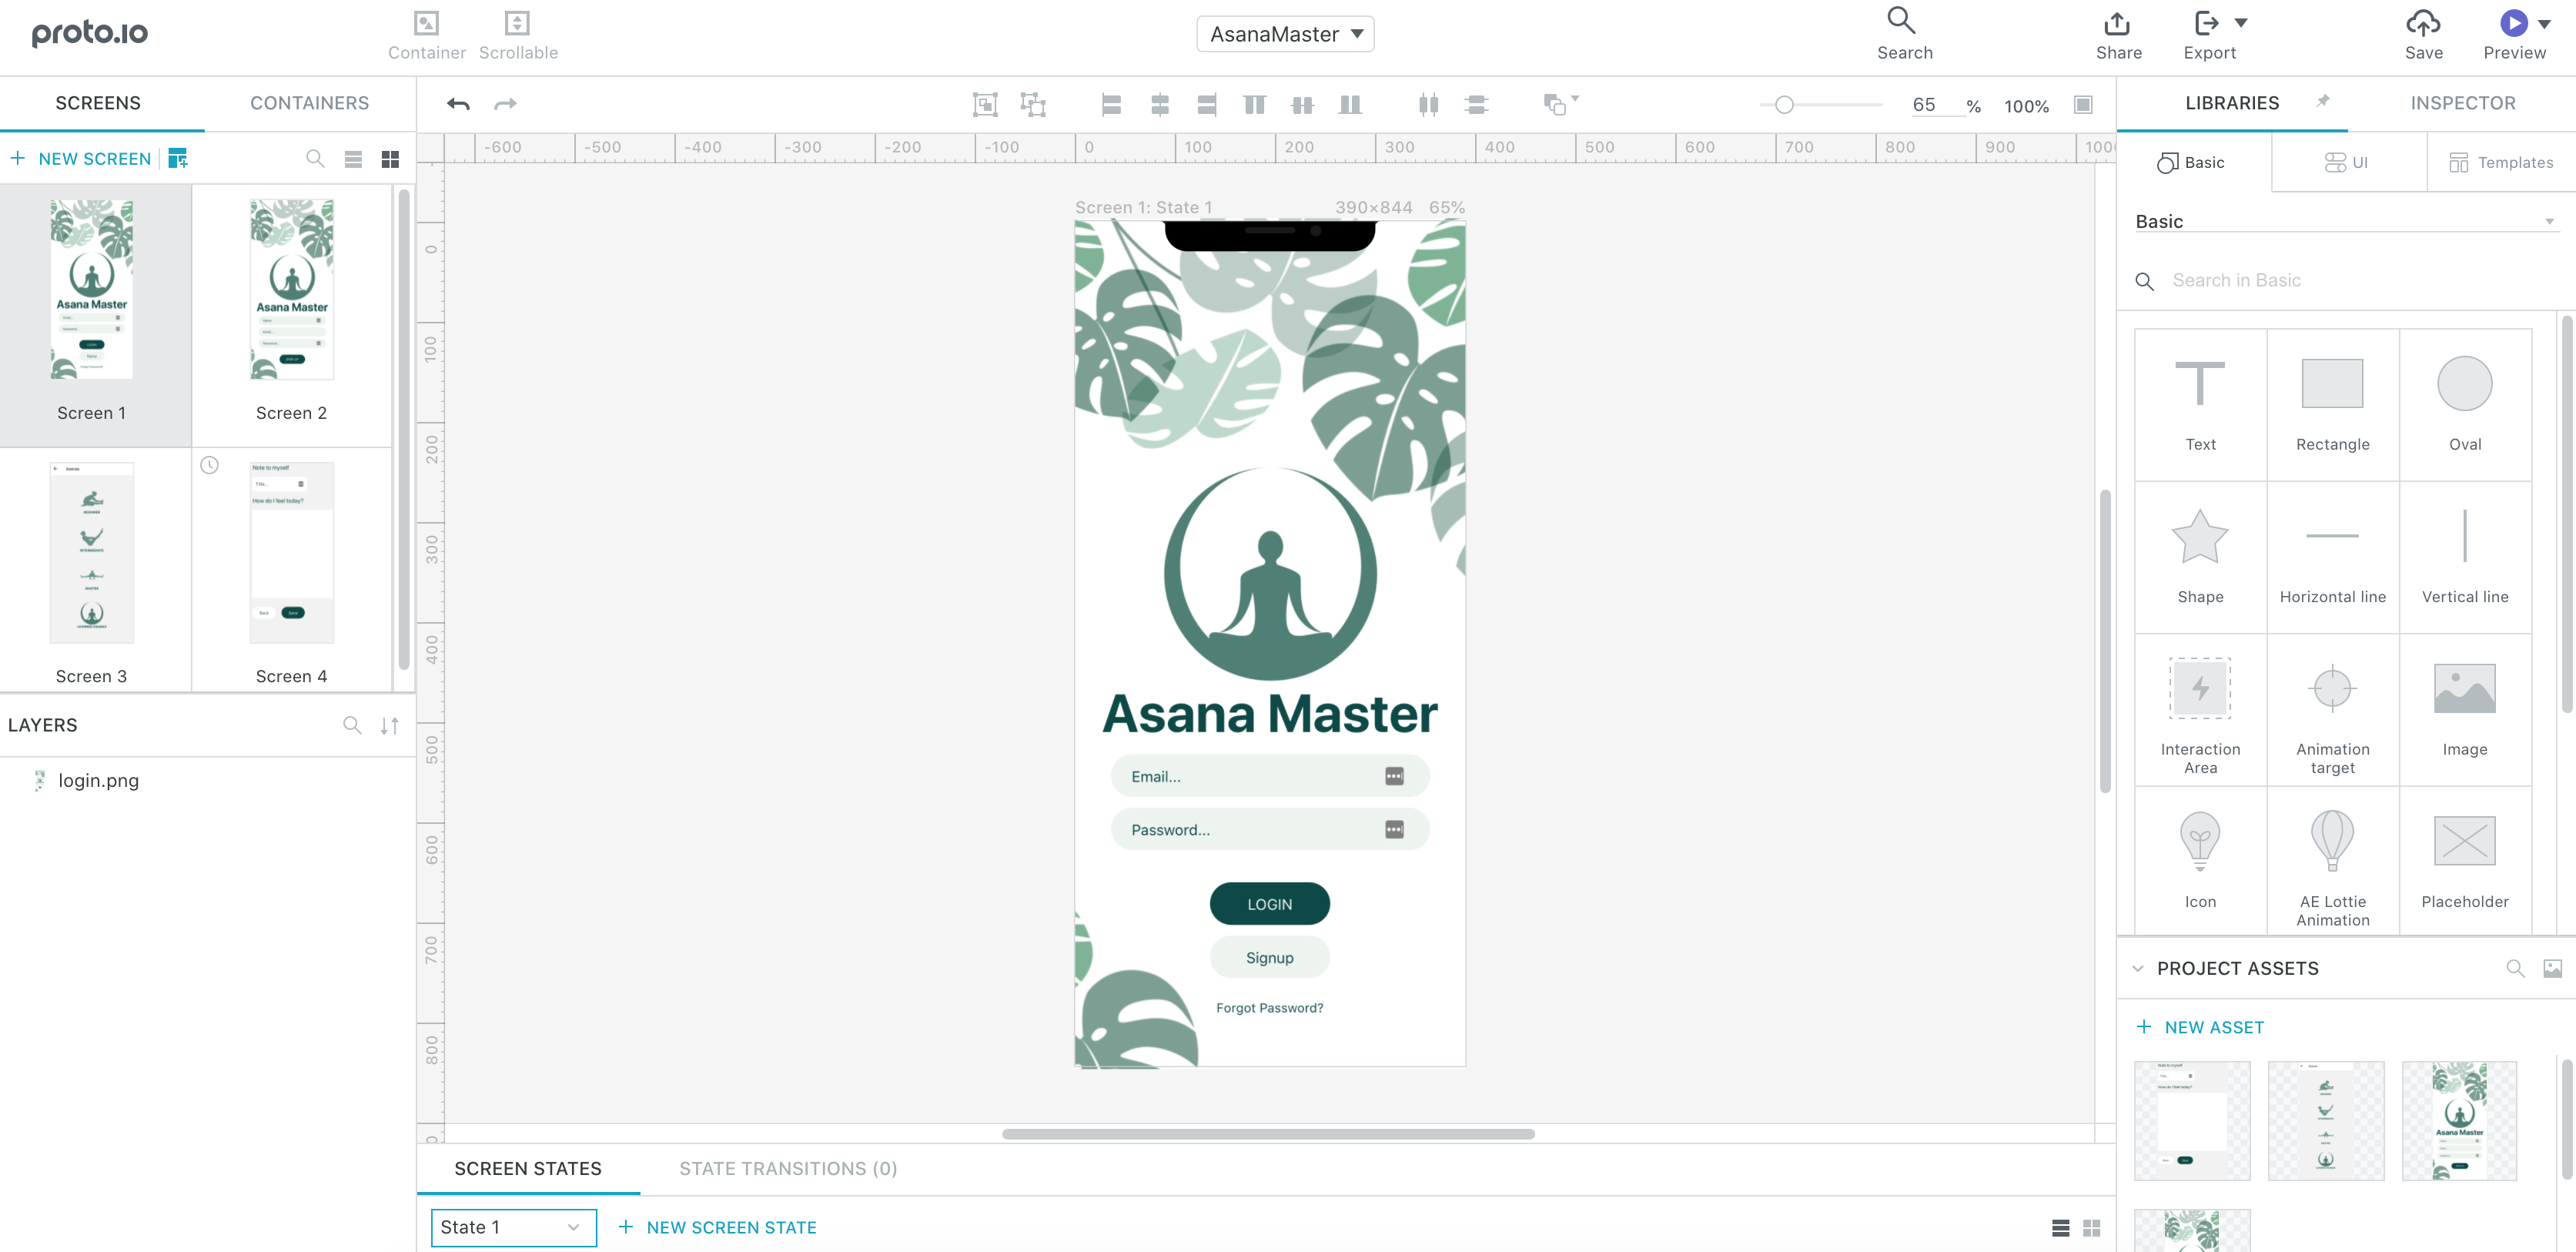 proto.io
Container
Scrollable
AsanaMaster
Search
Share
Export
Save
Preview
SCREENS
CONTAINERS
65 %
100%
LIBRARIES
INSPECTOR
NEW SCREEN
-600
-500
-400
-300
-200
-100
0
100
200
300
400
500
600
700
800
900
1000
Basic
UI
Templates
Basic
Search in Basic
Screen 1: State 1
390×844 65%
0
100
200
300
400
500
600
700
800
Asana Master
Screen 1
Asana Master
Screen 2
Screen 3
Note to myself
Title...
How do I feel today?
Back
Save
Screen 4
LAYERS
login.png
Asana Master
Email...
Password...
LOGIN
Signup
Forgot Password?
Text
Rectangle
Oval
Shape
Horizontal line
Vertical line
Interaction
Area
Animation
target
Image
Icon
AE Lottie
Animation
Placeholder
PROJECT ASSETS
NEW ASSET
Asana Master
SCREEN STATES
STATE TRANSITIONS (0)
State 1
NEW SCREEN STATE